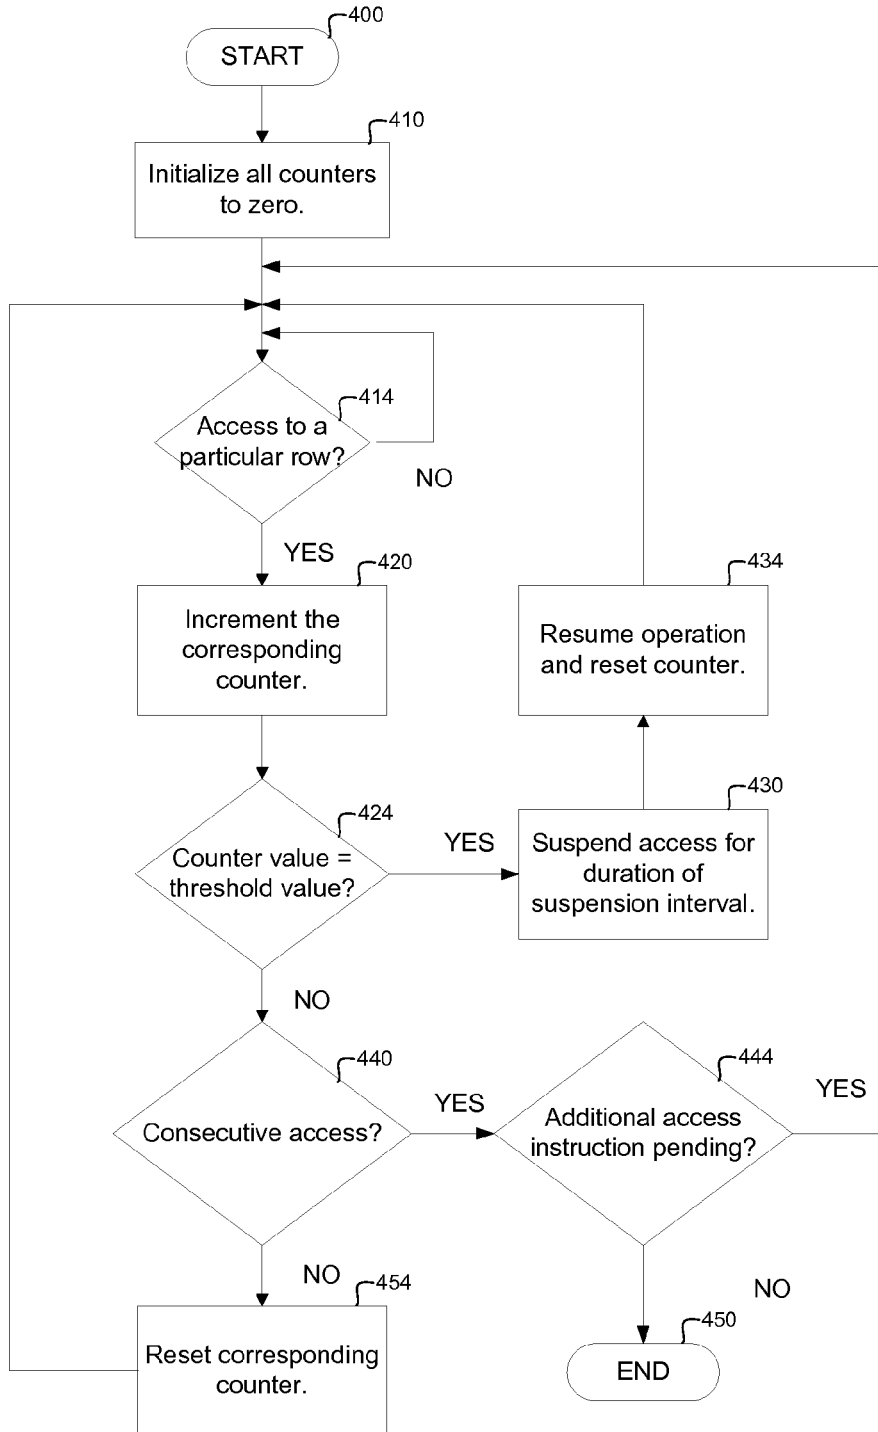 400
START
410
Initialize all counters
to zero.
414
Access to a
particular row?
NO
YES
420
Increment the
corresponding
counter.
434
Resume operation
and reset counter.
424
Counter value =
threshold value?
YES
430
Suspend access for
duration of
suspension interval.
NO
440
Consecutive access?
YES
444
Additional access
instruction pending?
YES
NO
454
Reset corresponding
counter.
NO
450
END